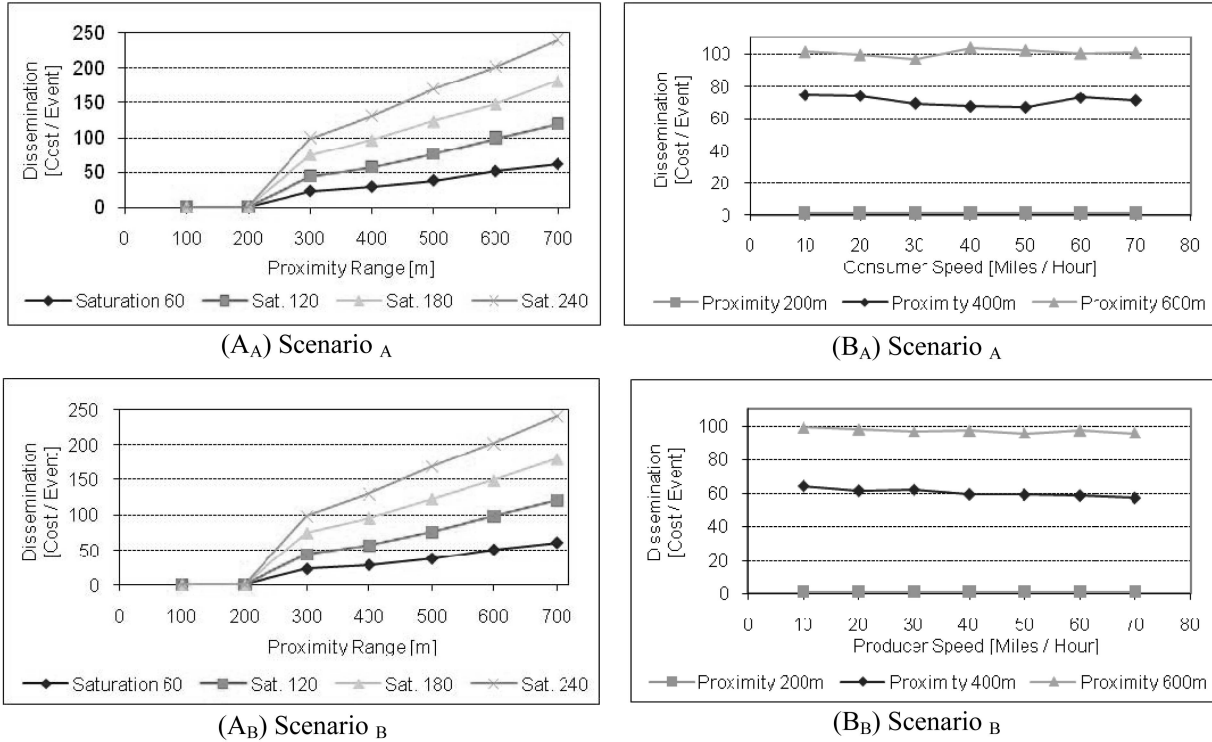 250
200
150
100
50
0
Dissemination
[Cost / Event]
0 100 200 300 400 500 600 700
Proximity Range [m]
Saturation 60 Sat. 120 Sat. 180 Sat. 240
(A_A) Scenario A
100
80
60
40
20
0
Dissemination
[Cost / Event]
0 10 20 30 40 50 60 70 80
Consumer Speed [Miles / Hour]
Proximity 200m Proximity 400m Proximity 600m
(B_A) Scenario A
250
200
150
100
50
0
Dissemination
[Cost / Event]
0 100 200 300 400 500 600 700
Proximity Range [m]
Saturation 60 Sat. 120 Sat. 180 Sat. 240
(A_B) Scenario B
100
80
60
40
20
0
Dissemination
[Cost / Event]
0 10 20 30 40 50 60 70 80
Producer Speed [Miles / Hour]
Proximity 200m Proximity 400m Proximity 600m
(B_B) Scenario B